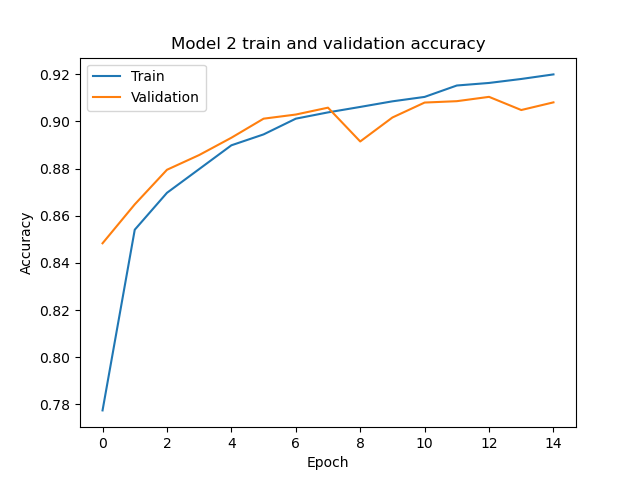 Model 2 train and validation accuracy
Train
Validation
0.92
0.90
0.88
0.86
0.84
0.82
0.80
0.78
Accuracy
0 2 4 6 8 10 12 14
Epoch